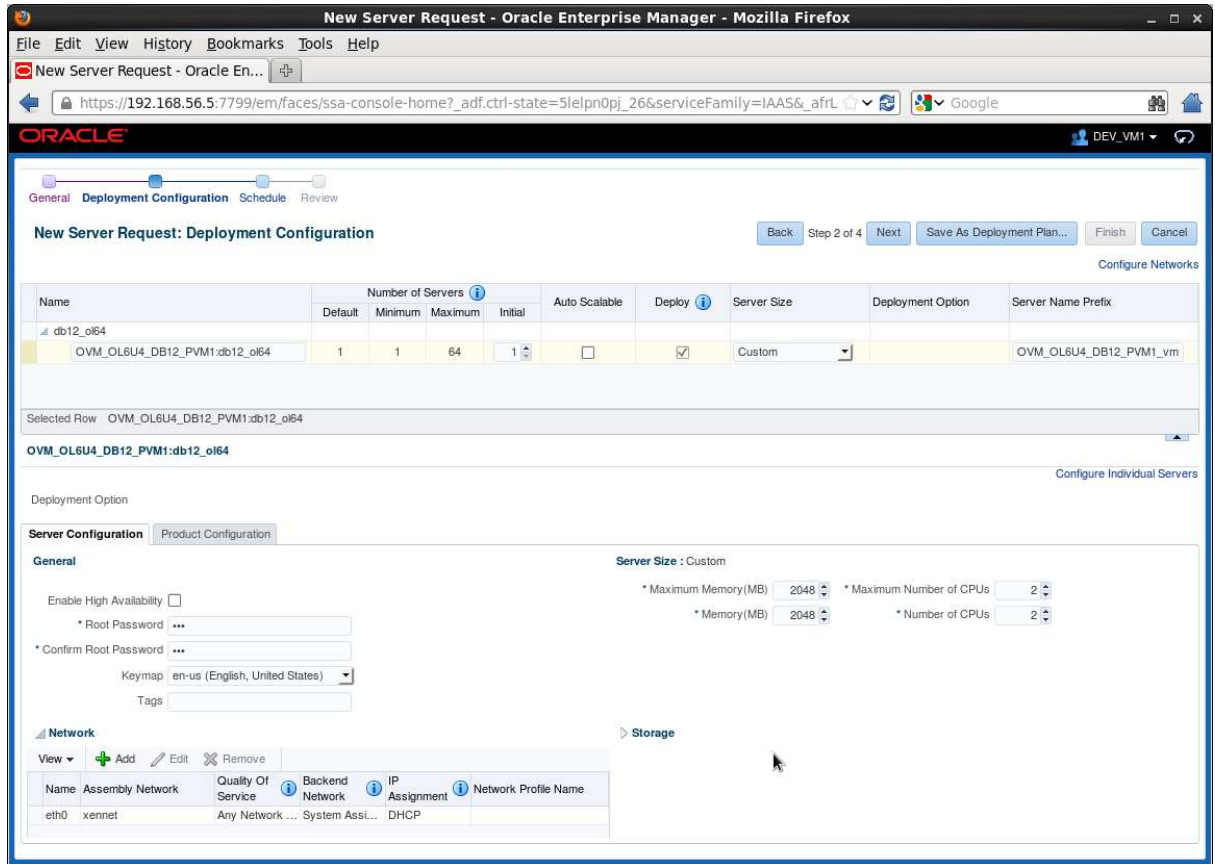 New Server Request - Oracle Enterprise Manager - Mozilla Firefox
File Edit View History Bookmarks Tools Help
New Server Request - Oracle En...
https://192.168.56.5:7799/em/faces/ssa-console-home?_adf.ctrl-state=5lelpn0pj_26&serviceFamily=IAAS&_afrL Google
ORACLE DEV_VM1
General Deployment Configuration Schedule Review
New Server Request: Deployment Configuration Back Step 2 of 4 Next Save As Deployment Plan... Finish Cancel
Configure Networks
Name Number of Servers Auto Scalable Deploy Server Size Deployment Option Server Name Prefix
Default Minimum Maximum Initial
db12_ol64
OVM_OL6U4_DB12_PVM1:db12_ol64 1 1 64 1 Custom OVM_OL6U4_DB12_PVM1_vm
Selected Row OVM_OL6U4_DB12_PVM1:db12_ol64
OVM_OL6U4_DB12_PVM1:db12_ol64
Configure Individual Servers
Deployment Option
Server Configuration Product Configuration
General Server Size : Custom
* Maximum Memory(MB) 2048 * Maximum Number of CPUs 2
Enable High Availability
* Memory(MB) 2048 * Number of CPUs 2
* Root Password •••
* Confirm Root Password •••
Keymap en-us (English, United States)
Tags
Network Storage
View Add Edit Remove
Name Assembly Network Quality Of Service Backend Network IP Assignment Network Profile Name
eth0 xennet Any Network ... System Assi... DHCP